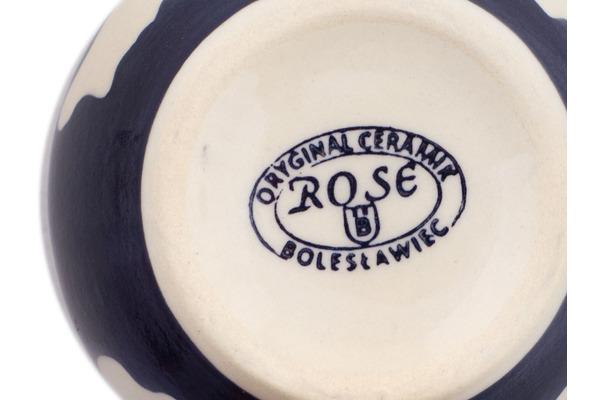 ORYGINAL CERAMIK
ROSE
B
BOLESŁAWIEC